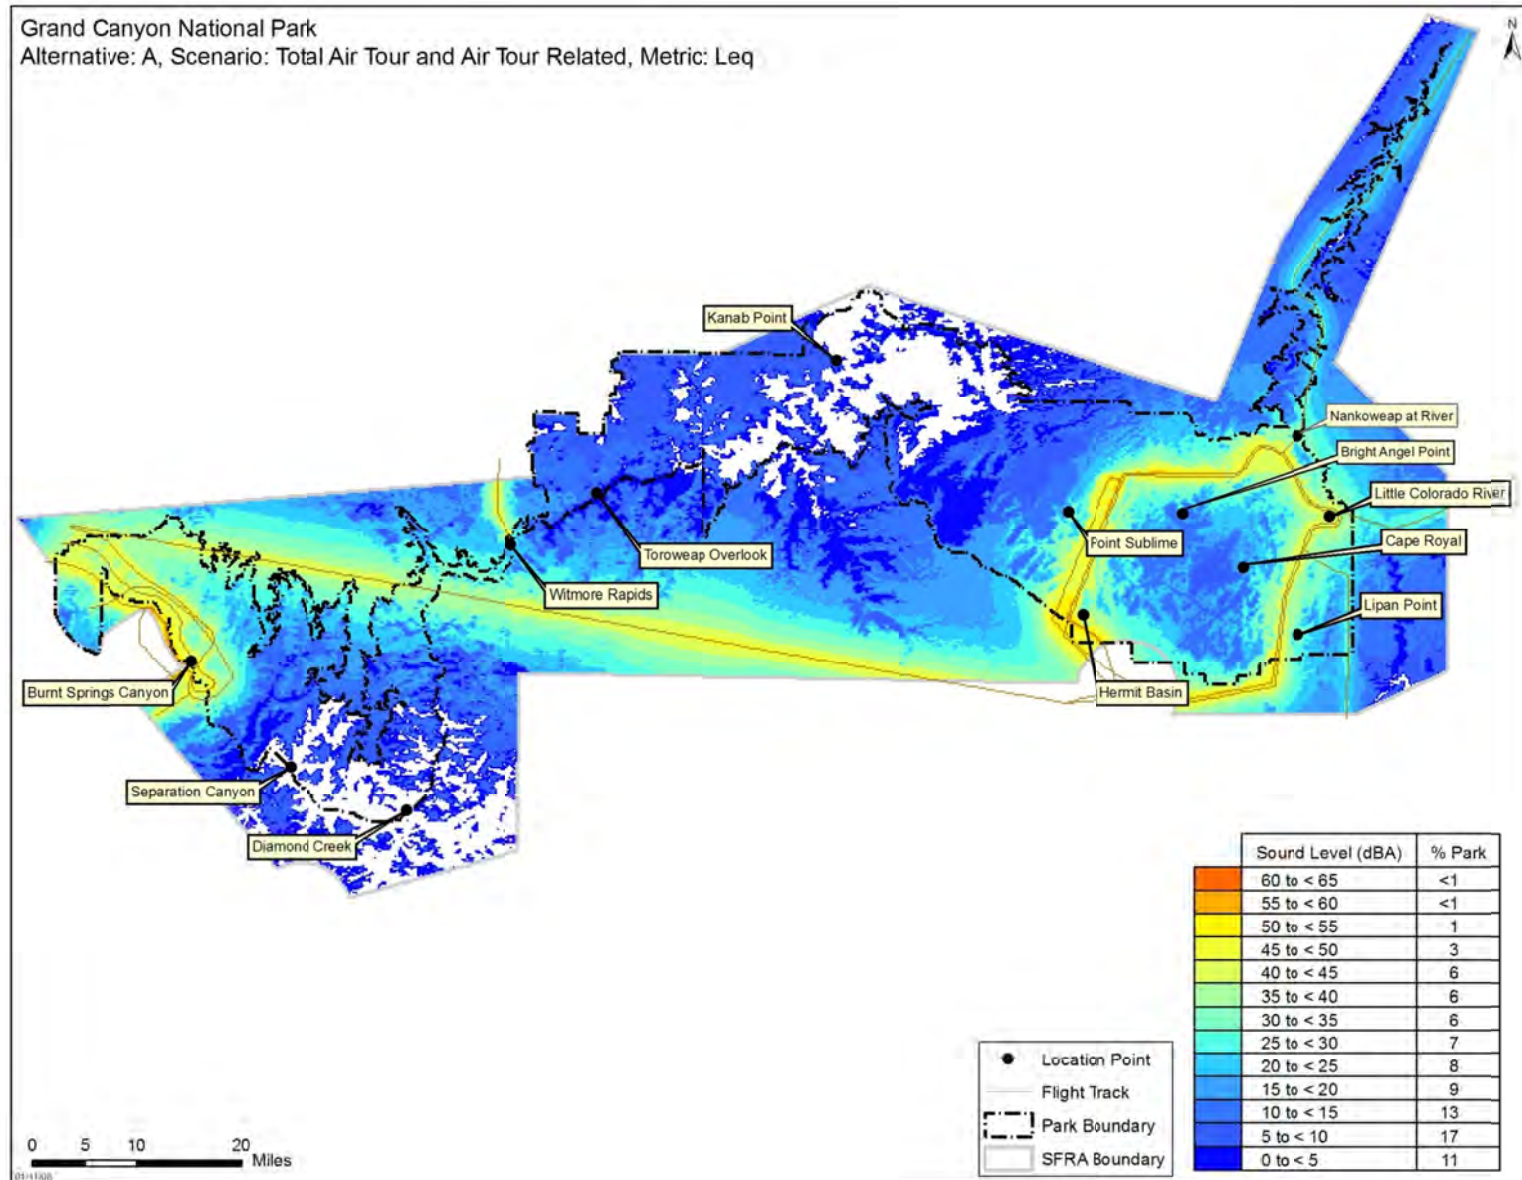 Grand Canyon National Park
Alternative: A, Scenario: Total Air Tour and Air Tour Related, Metric: Leq
N
Kanab Point
Nankoweap at River
Bright Angel Point
Little Colorado River
Point Sublime
Cape Royal
Toroweap Overlook
Witmore Rapids
Lipan Point
Burnt Springs Canyon
Hermit Basin
Separation Canyon
Diamond Creek
Sound Level (dBA) % Park
60 to < 65 <1
55 to < 60 <1
50 to < 55 1
45 to < 50 3
40 to < 45 6
35 to < 40 6
30 to < 35 6
25 to < 30 7
20 to < 25 8
15 to < 20 9
10 to < 15 13
5 to < 10 17
0 to < 5 11
Location Point
Flight Track
Park Boundary
SFRA Boundary
0 5 10 20
Miles